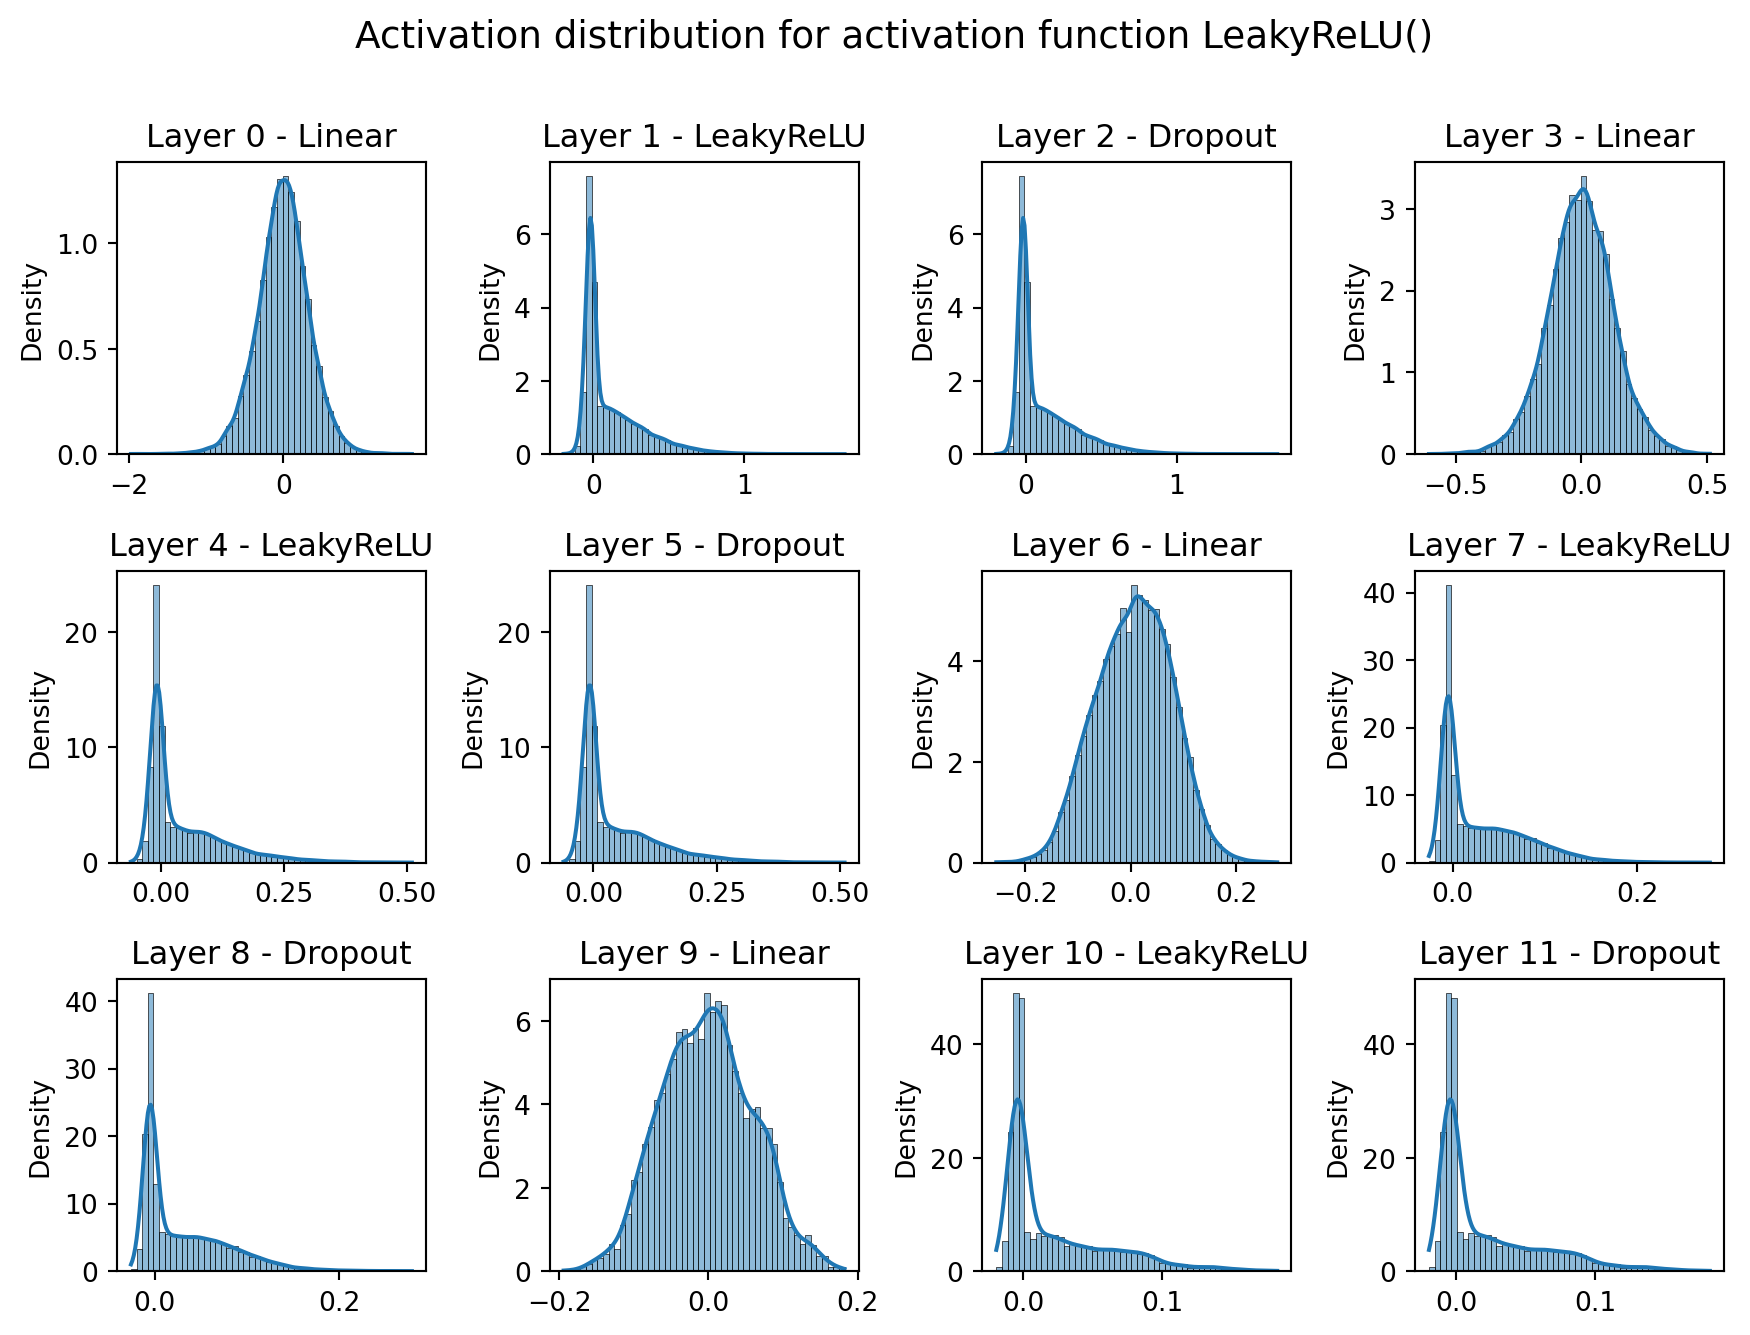 Activation distribution for activation function LeakyReLU()
Layer 0 - Linear
Density
1.0
0.5
0.0
−2
0
Layer 1 - LeakyReLU
Density
6
4
2
0
0
1
Layer 2 - Dropout
Density
6
4
2
0
0
1
Layer 3 - Linear
Density
3
2
1
0
−0.5
0.0
0.5
Layer 4 - LeakyReLU
Density
20
10
0
0.00
0.25
0.50
Layer 5 - Dropout
Density
20
10
0
0.00
0.25
0.50
Layer 6 - Linear
Density
4
2
0
−0.2
0.0
0.2
Layer 7 - LeakyReLU
Density
40
30
20
10
0
0.0
0.2
Layer 8 - Dropout
Density
40
30
20
10
0
0.0
0.2
Layer 9 - Linear
Density
6
4
2
0
−0.2
0.0
0.2
Layer 10 - LeakyReLU
Density
40
20
0
0.0
0.1
Layer 11 - Dropout
Density
40
20
0
0.0
0.1